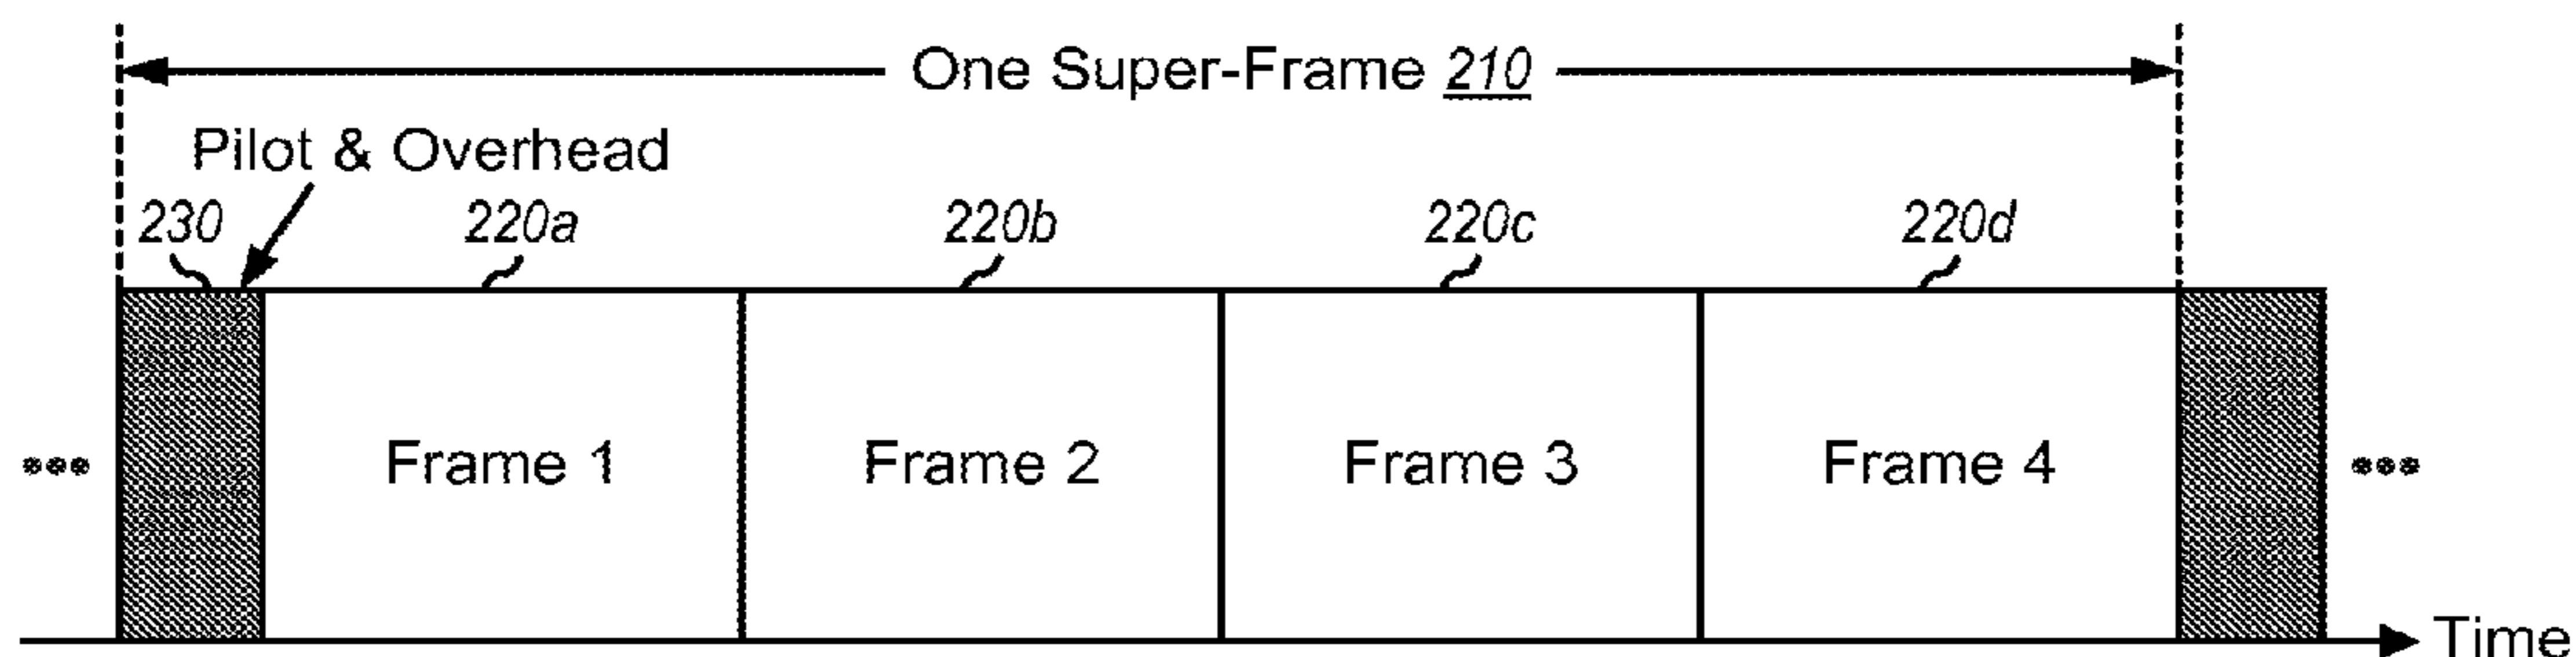 One Super-Frame 210
Pilot & Overhead
230 220a 220b 220c 220d
••• Frame 1 Frame 2 Frame 3 Frame 4 •••
Time